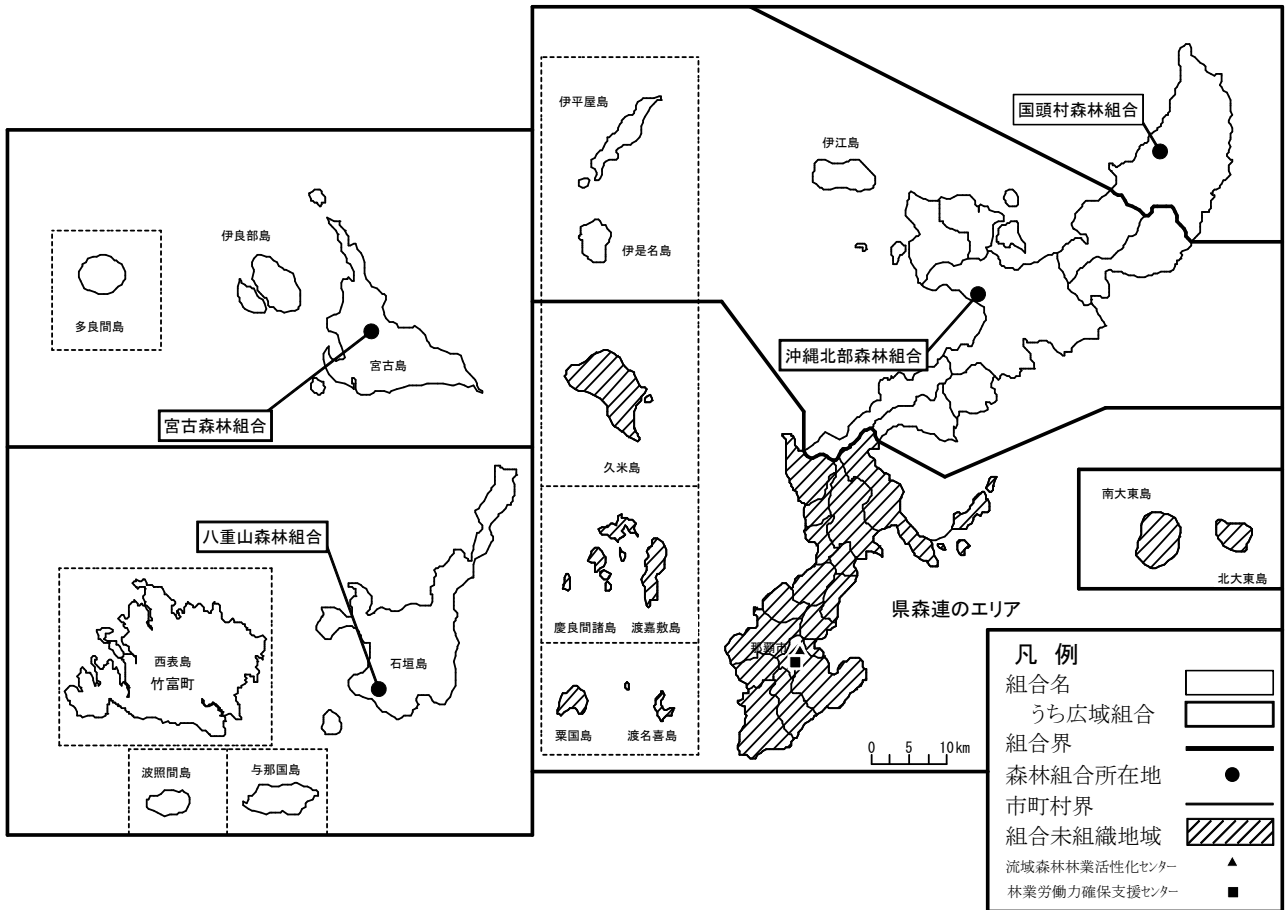 伊平屋島
国頭村森林組合
伊江島
伊良部島
伊是名島
多良間島
宮古島
沖縄北部森林組合
宮古森林組合
久米島
南大東島
北大東島
八重山森林組合
県森連のエリア
慶良間諸島
渡嘉敷島
那覇市
西表島
竹富町
石垣島
粟国島
渡名喜島
波照間島
与那国島
0 5 10km
凡 例
組合名
うち広域組合
組合界
森林組合所在地
市町村界
組合未組織地域
流域森林林業活性化センター
林業労働力確保支援センター